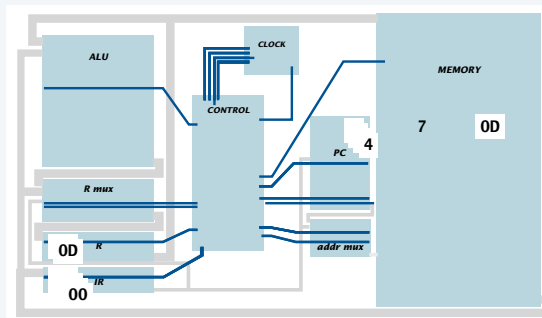 CLOCK
ALU
MEMORY
CONTROL
7
0D
4
PC
R mux
R
0D
addr mux
IR
00